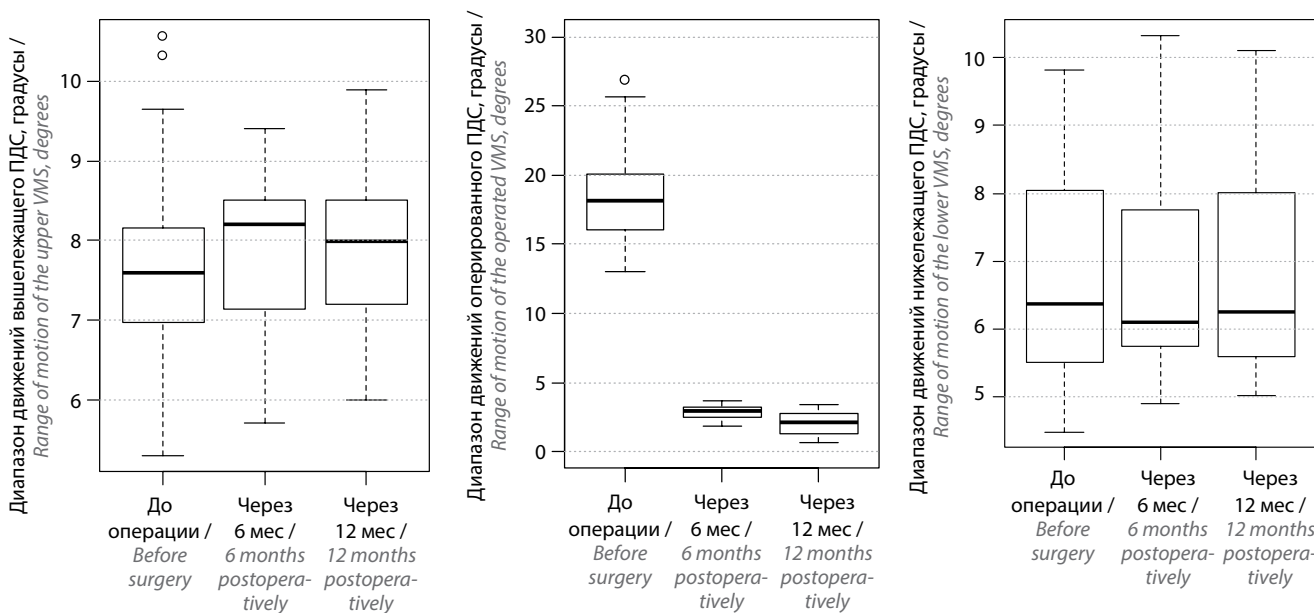 Диапазон движений вышележащего ПДС, градусы /
Range of motion of the upper VMS, degrees
10
9
8
7
6
До
операции /
Before
surgery
Через
6 мес /
6 months
postopera-
tively
Через
12 мес /
12 months
postopera-
tively
Диапазон движений оперированного ПДС, градусы /
Range of motion of the operated VMS, degrees
30
25
20
15
10
5
0
До
операции /
Before
surgery
Через
6 мес /
6 months
postopera-
tively
Через
12 мес /
12 months
postopera-
tively
Диапазон движений нижележащего ПДС, градусы /
Range of motion of the lower VMS, degrees
10
9
8
7
6
5
До
операции /
Before
surgery
Через
6 мес /
6 months
postopera-
tively
Через
12 мес /
12 months
postopera-
tively